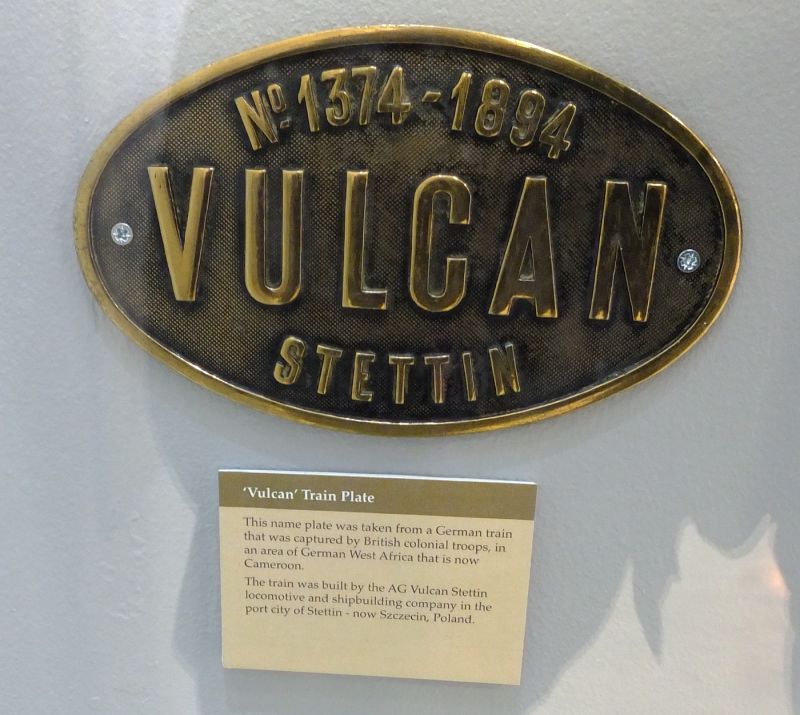 Nº 1374-1894
VULCAN
STETTIN
'Vulcan' Train Plate
This name plate was taken from a German train
that was captured by British colonial troops, in
an area of German West Africa that is now
Cameroon.
The train was built by the AG Vulcan Stettin
locomotive and shipbuilding company in the
port city of Stettin - now Szczecin, Poland.